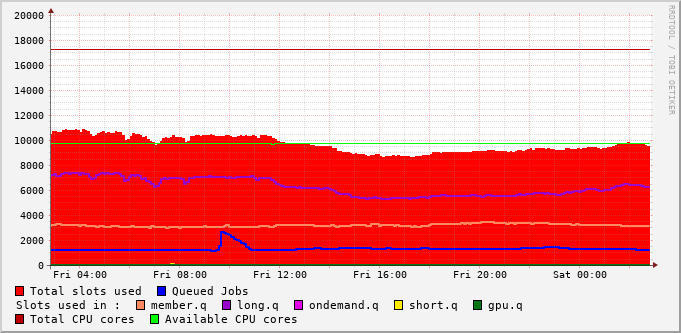 RRDTOOL / TOBI OETIKER
20000
18000
16000
14000
12000
10000
8000
6000
4000
2000
0
Fri 04:00 Fri 08:00 Fri 12:00 Fri 16:00 Fri 20:00 Sat 00:00
Total slots used Queued Jobs
Slots used in : member.q long.q ondemand.q short.q gpu.q
Total CPU cores Available CPU cores